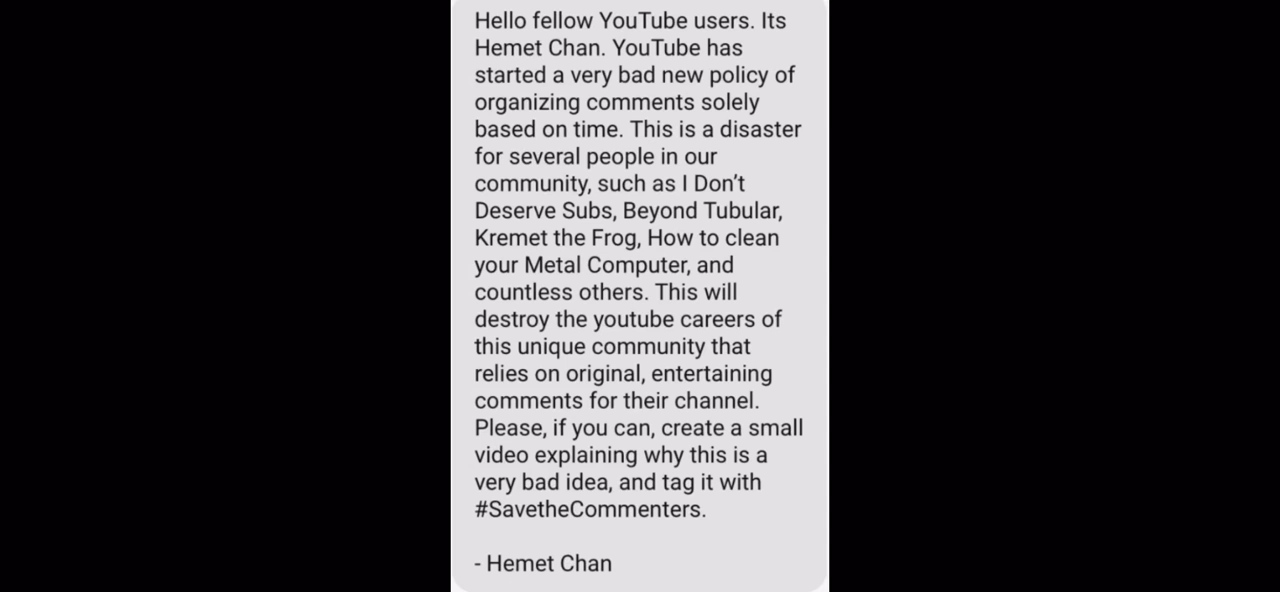 Hello fellow YouTube users. Its
Hemet Chan. YouTube has
started a very bad new policy of
organizing comments solely
based on time. This is a disaster
for several people in our
community, such as I Don’t
Deserve Subs, Beyond Tubular,
Kremet the Frog, How to clean
your Metal Computer, and
countless others. This will
destroy the youtube careers of
this unique community that
relies on original, entertaining
comments for their channel.
Please, if you can, create a small
video explaining why this is a
very bad idea, and tag it with
#SavetheCommenters.

- Hemet Chan